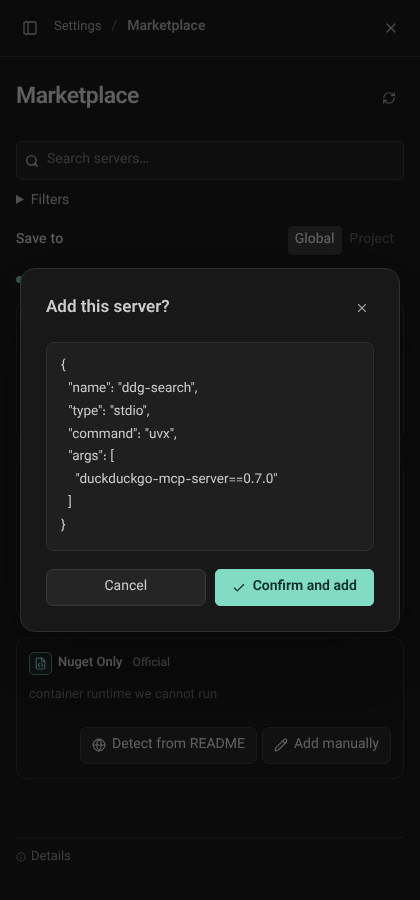 Settings / Marketplace
Marketplace
Search servers...
Filters
Save to
Global Project
Add this server?
{
"name": "ddg-search",
"type": "stdio",
"command": "uvx",
"args": [
"duckduckgo-mcp-server==0.7.0"
]
}
Cancel
Confirm and add
Nuget Only Official
container runtime we cannot run
Detect from README
Add manually
Details